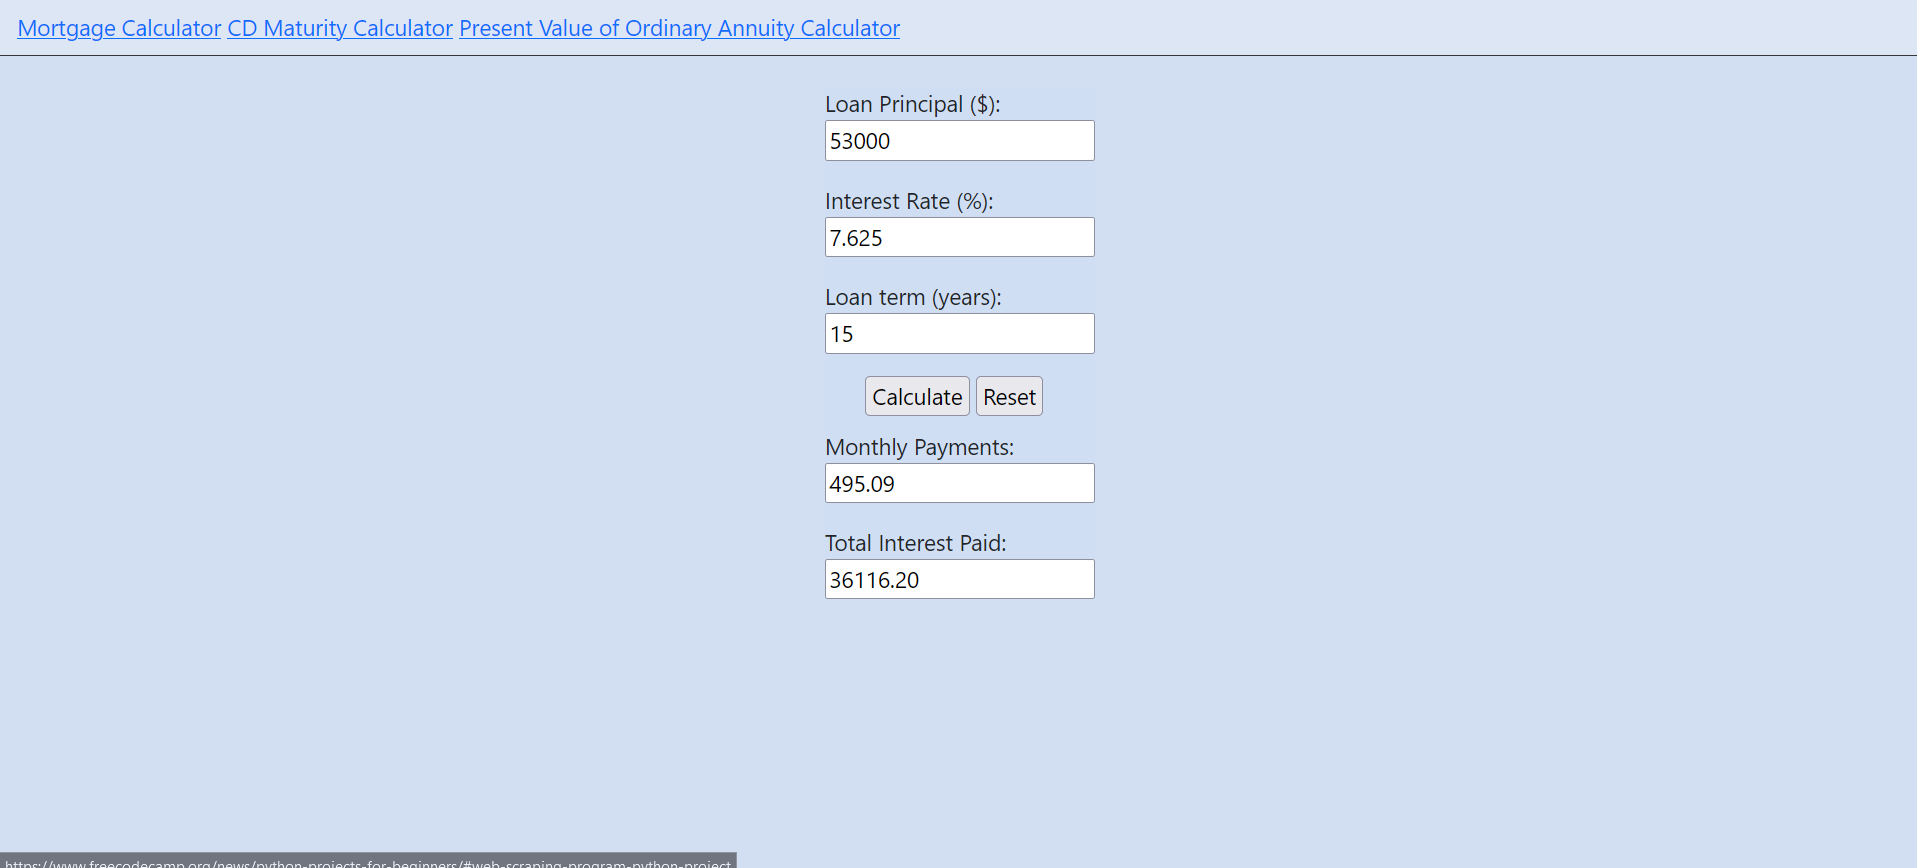 Mortgage Calculator CD Maturity Calculator Present Value of Ordinary Annuity Calculator
Loan Principal ($):
53000
Interest Rate (%):
7.625
Loan term (years):
15
Calculate Reset
Monthly Payments:
495.09
Total Interest Paid:
36116.20
https://www.freecodecamp.org/news/python-projects-for-beginners/#web-scraping-program-python-project